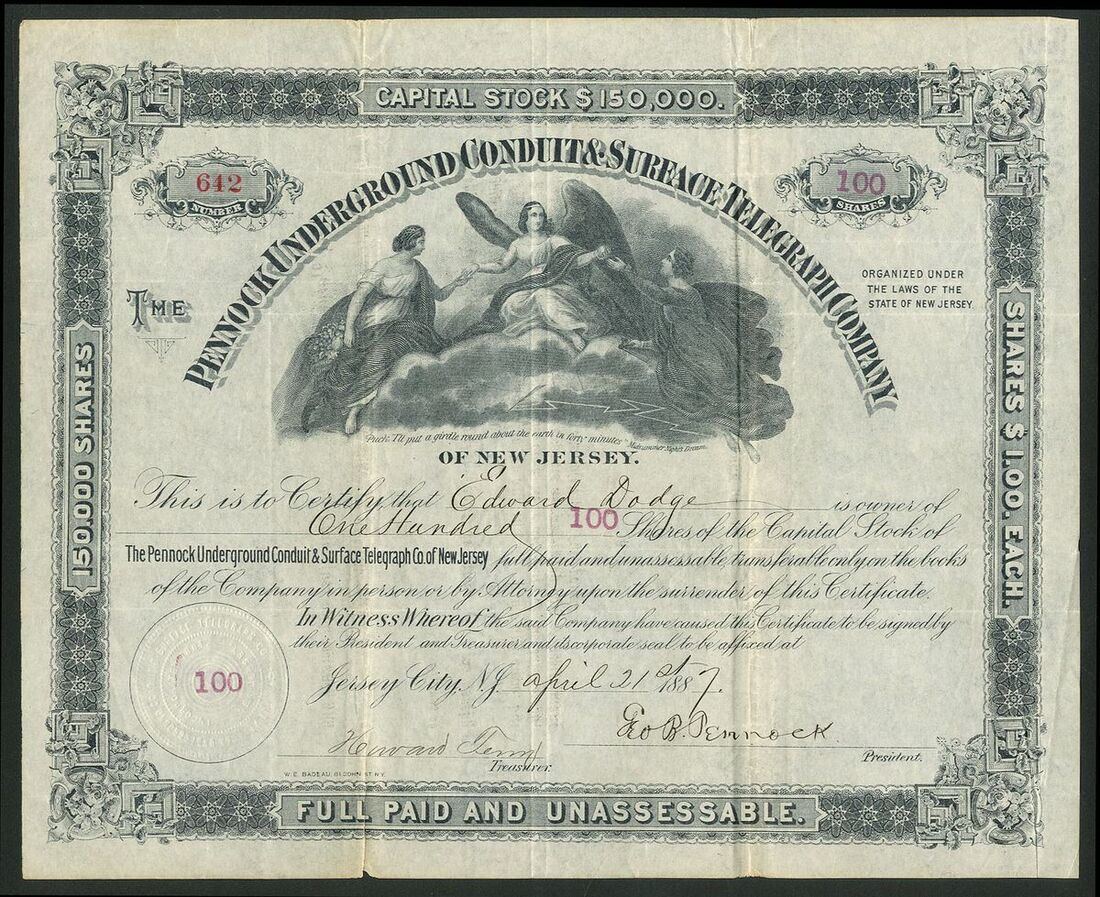 CAPITAL STOCK $150,000.
642
NUMBER
100
SHARES
THE
PENNOCK UNDERGROUND CONDUIT & SURFACE TELEGRAPH COMPANY
ORGANIZED UNDER
THE LAWS OF THE
STATE OF NEW JERSEY.
150.000 SHARES
SHARES $1.00. EACH.
"Puck: I'll put a girdle round about the earth in forty minutes" Midsummer Night's Dream.
OF NEW JERSEY.
This is to Certify, that Edward Dodge is owner of
One Hundred 100 Shares of the Capital Stock of
The Pennock Underground Conduit & Surface Telegraph Co. of New Jersey full paid and unassessable, transferable only on the books
of the Company in person or by Attorney upon the surrender of this Certificate.
In Witness Whereof, the said Company have caused this Certificate to be signed by
their President and Treasurer and its corporate seal to be affixed at
Jersey City, N.J. April 21st 1887.
100
Geo B. Pennock
President.
Howard
Treasurer.
W. E. BADEAU,
FULL PAID AND UNASSESSABLE.